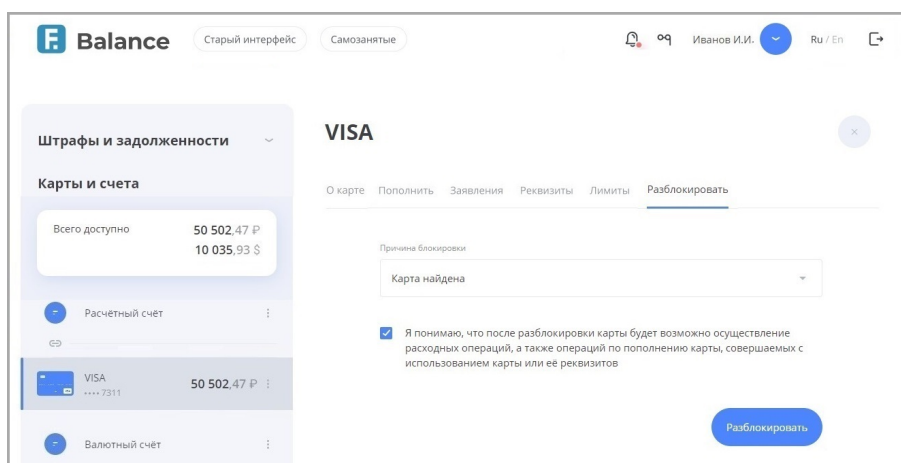 F. Balance
Старый интерфейс
Самозанятые
Иванов И.И.
Ru / En
Штрафы и задолженности
Карты и счета
Всего доступно
50 502,47 ₽
10 035,93 $
Расчётный счёт
VISA
50 502,47 ₽
•••• 7311
Валютный счёт
VISA
О карте Пополнить Заявления Реквизиты Лимиты Разблокировать
Причина блокировки
Карта найдена
Я понимаю, что после разблокировки карты будет возможно осуществление
расходных операций, а также операций по пополнению карты, совершаемых с
использованием карты или её реквизитов
Разблокировать